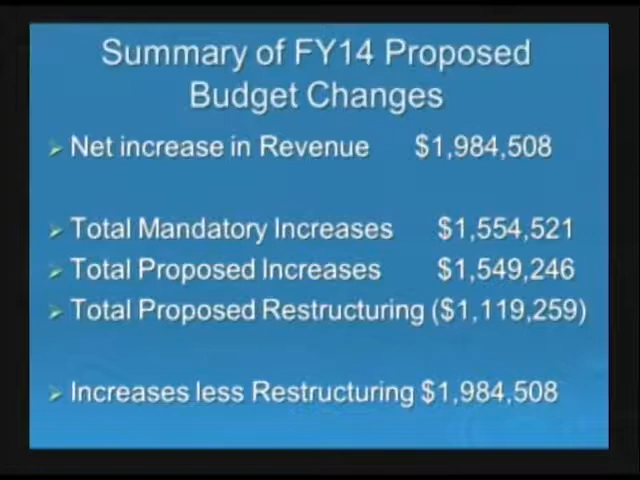 Summary of FY14 Proposed
Budget Changes
Net increase in Revenue $1,984,508
Total Mandatory Increases $1,554,521
Total Proposed Increases $1,549,246
Total Proposed Restructuring ($1,119,259)
Increases less Restructuring $1,984,508